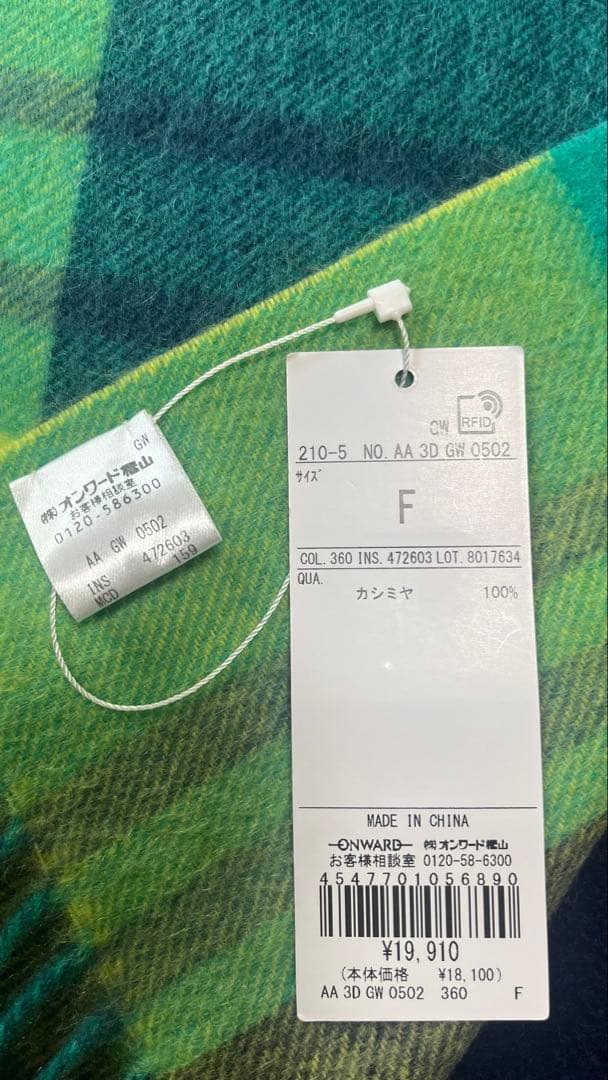 GW
㈱オンワード樫山
お客様相談室
0120-586300
AA GW 0502
INS 472603
MCD 159
GW RFID
210-5 NO. AA 3D GW 0502
サイズ
F
COL. 360 INS. 472603 LOT. 8017634
QUA.
カシミヤ 100%
MADE IN CHINA
ONWARD ㈱オンワード樫山
お客様相談室 0120-58-6300
4547701056890
¥19,910
(本体価格 ¥18,100)
AA 3D GW 0502 360 F